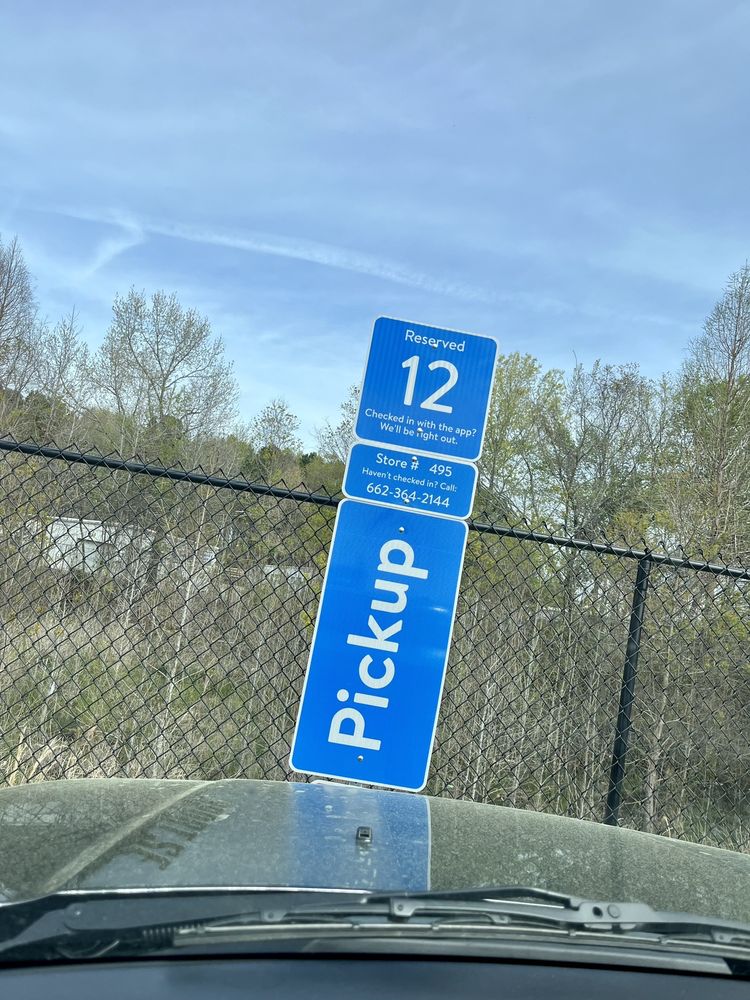 Reserved
12
Checked in with the app?
We'll be right out.
Store # 495
Haven't checked in? Call:
662-364-2144
Pickup